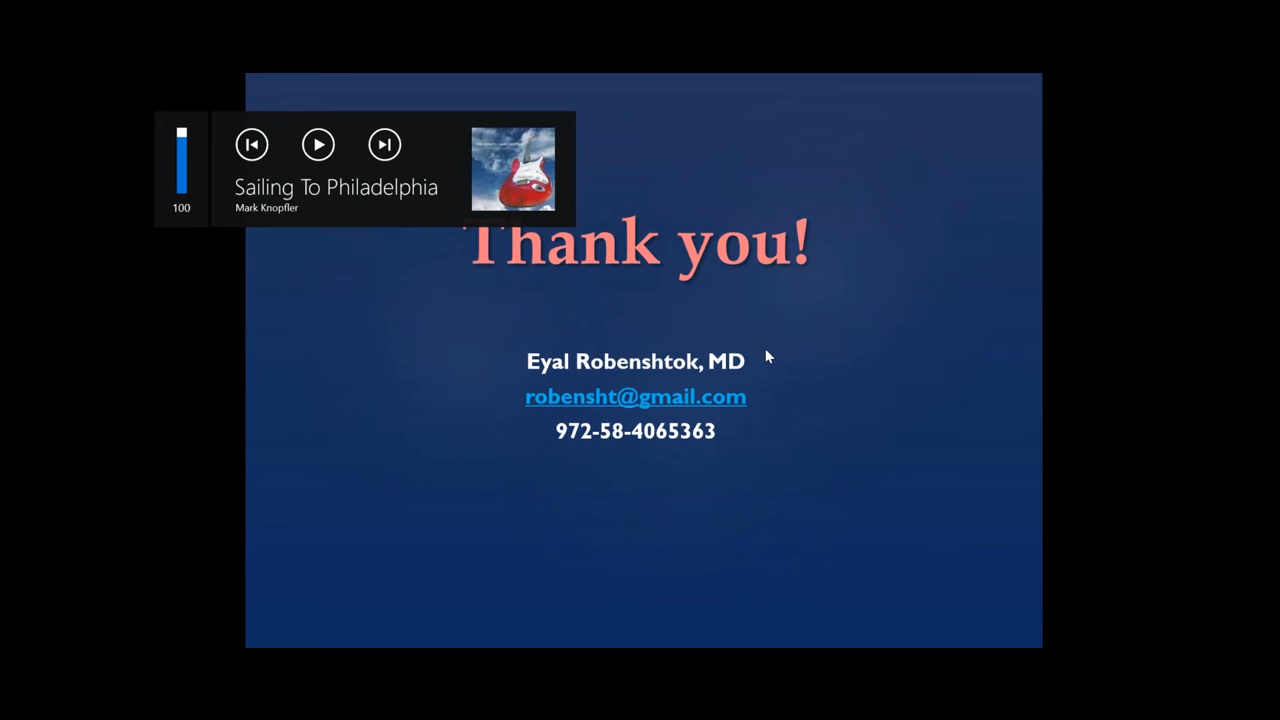 Sailing To Philadelphia
Mark Knopfler
100
Thank you!
Eyal Robenshtok, MD
robensht@gmail.com
972-58-4065363